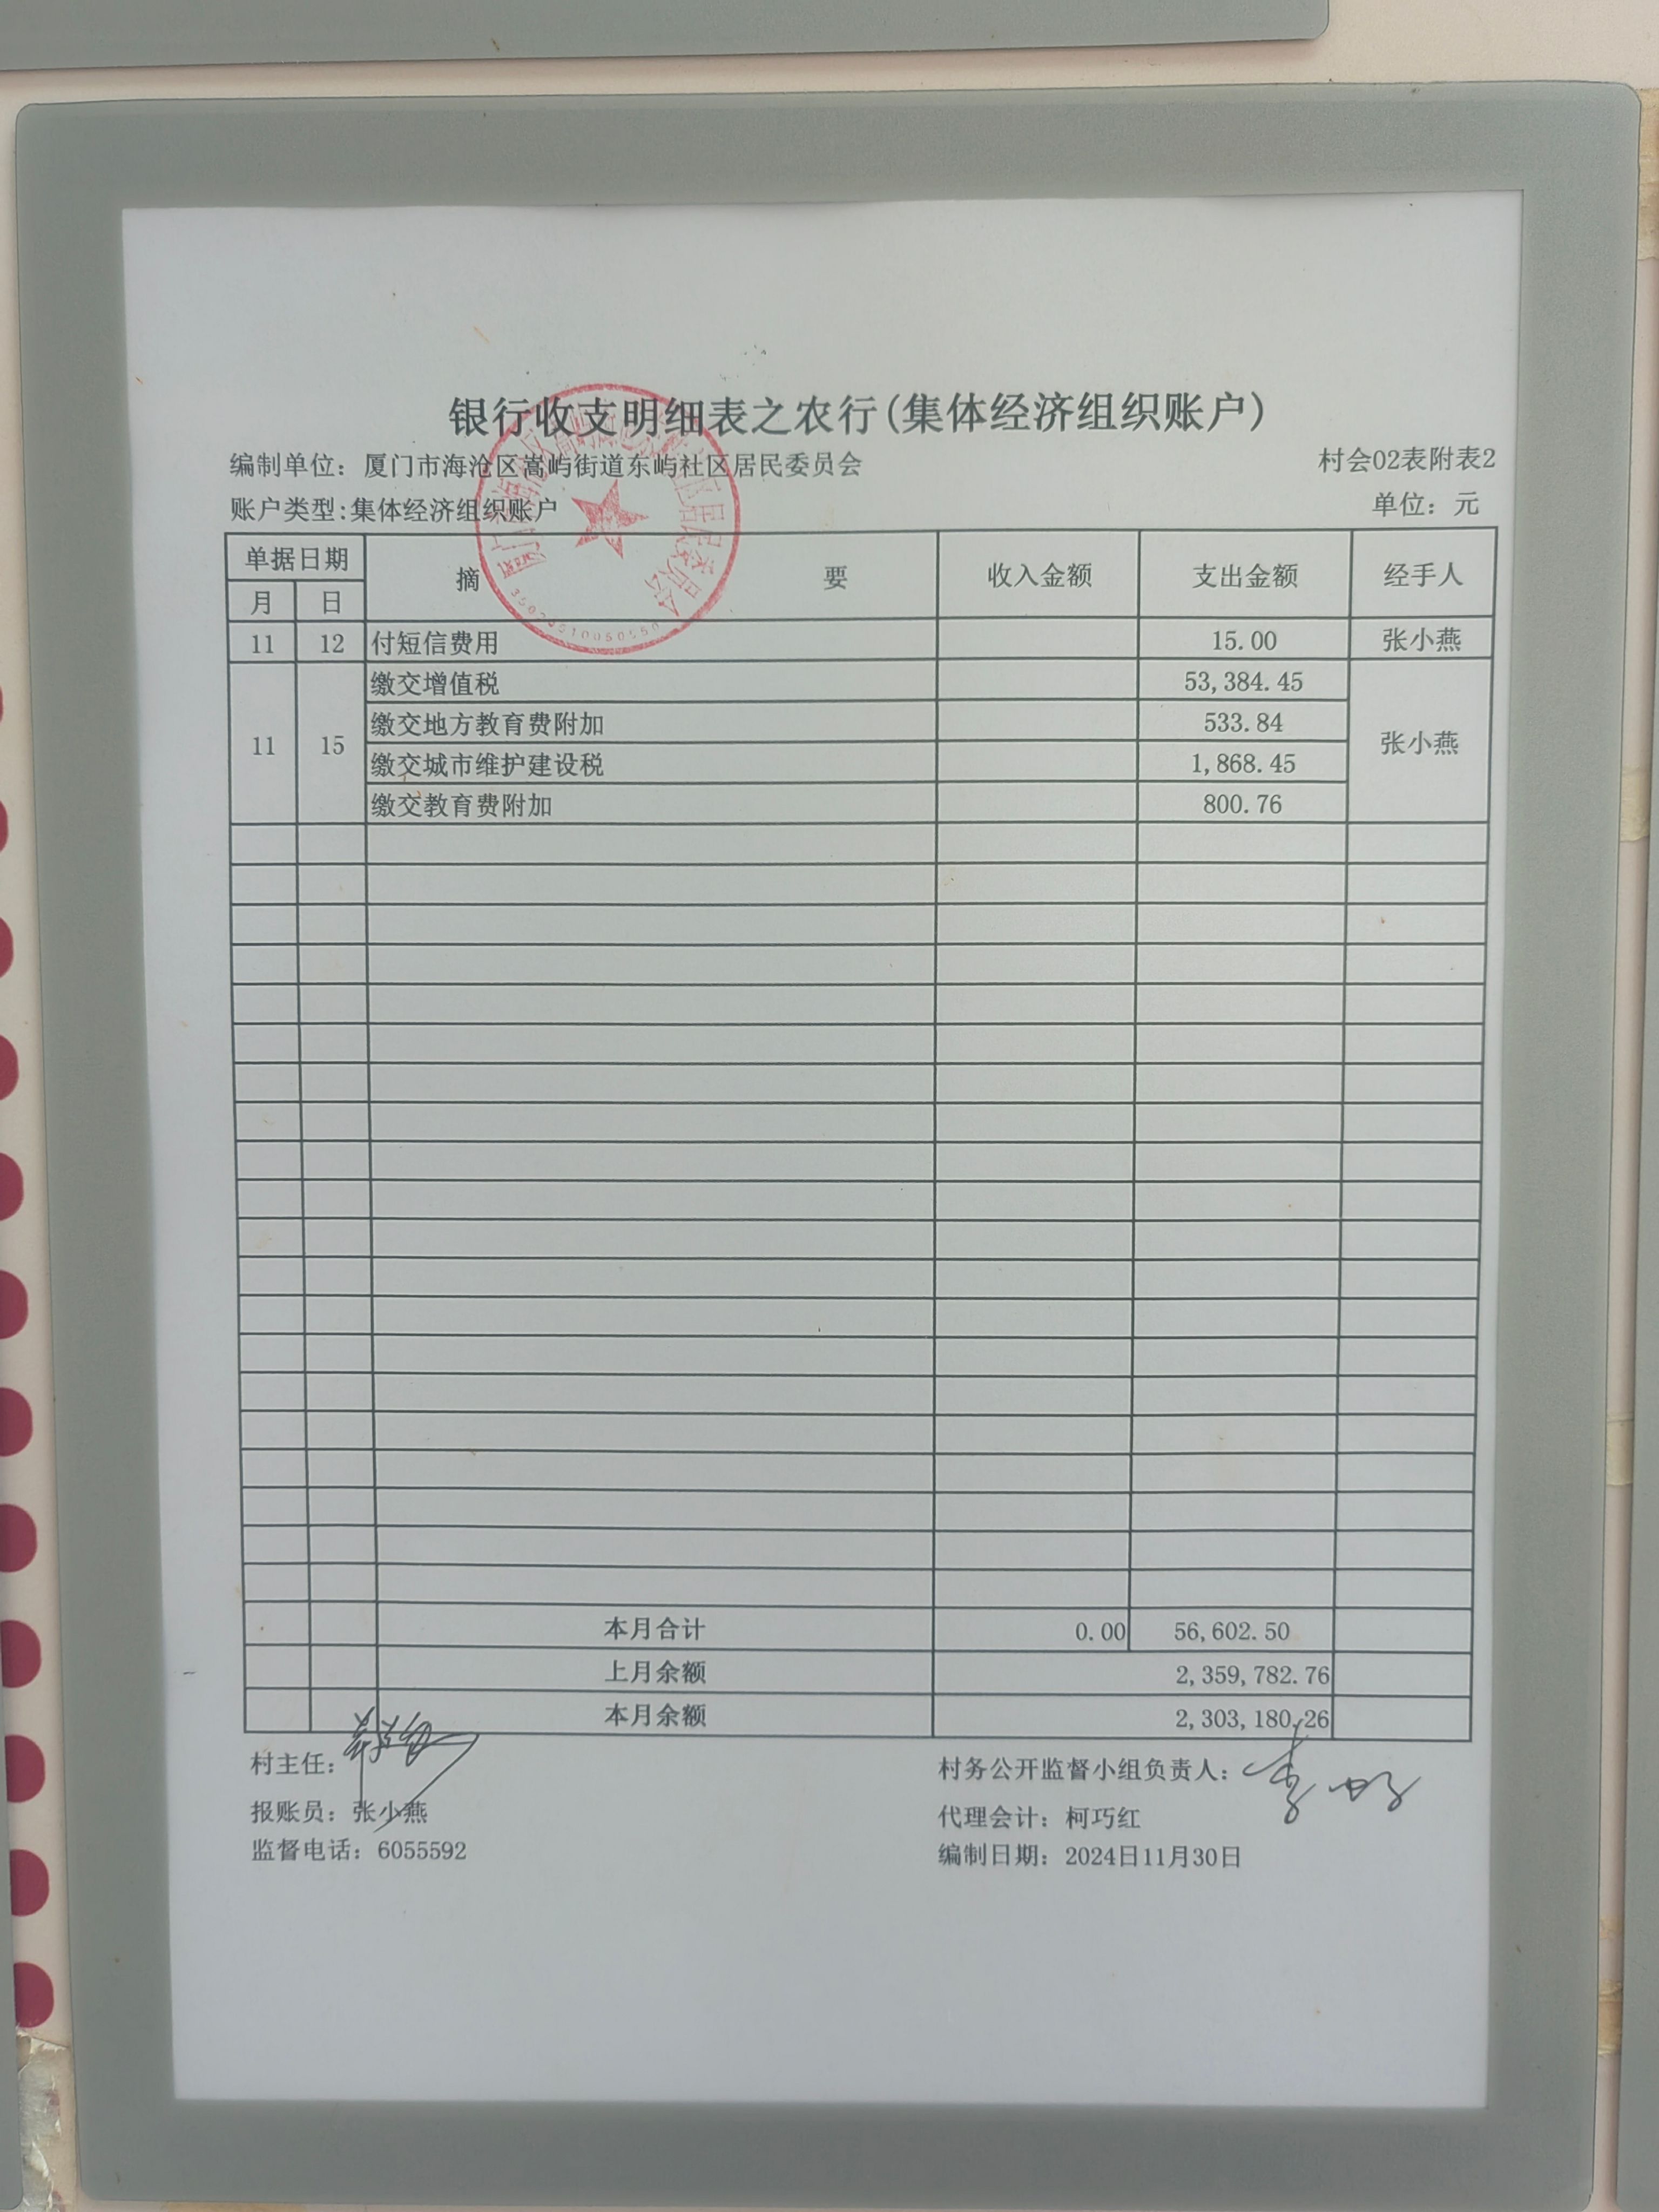 银行收支明细表之农行(集体经济组织账户)
编制单位：厦门市海沧区嵩屿街道东屿社区居民委员会 村会02表附表2
账户类型:集体经济组织账户 单位：元
单据日期 摘 要 收入金额 支出金额 经手人
月 日
11 12 付短信费用 15.00 张小燕
11 15 缴交增值税 53,384.45 张小燕
缴交地方教育费附加 533.84
缴交城市维护建设税 1,868.45
缴交教育费附加 800.76
本月合计 0.00 56,602.50
上月余额 2,359,782.76
本月余额 2,303,180.26
村主任： 村务公开监督小组负责人：
报账员：张小燕 代理会计：柯巧红
监督电话：6055592 编制日期：2024日11月30日